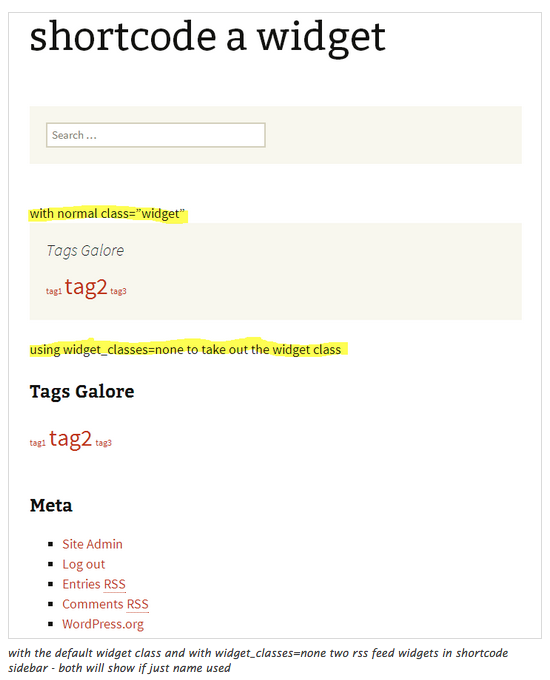 shortcode a widget
Search ...
with normal class="widget"
Tags Galore
tag1 tag2 tag3
using widget_classes=none to take out the widget class
Tags Galore
tag1 tag2 tag3
Meta
Site Admin
Log out
Entries RSS
Comments RSS
WordPress.org
with the default widget class and with widget_classes=none two rss feed widgets in shortcode
sidebar - both will show if just name used